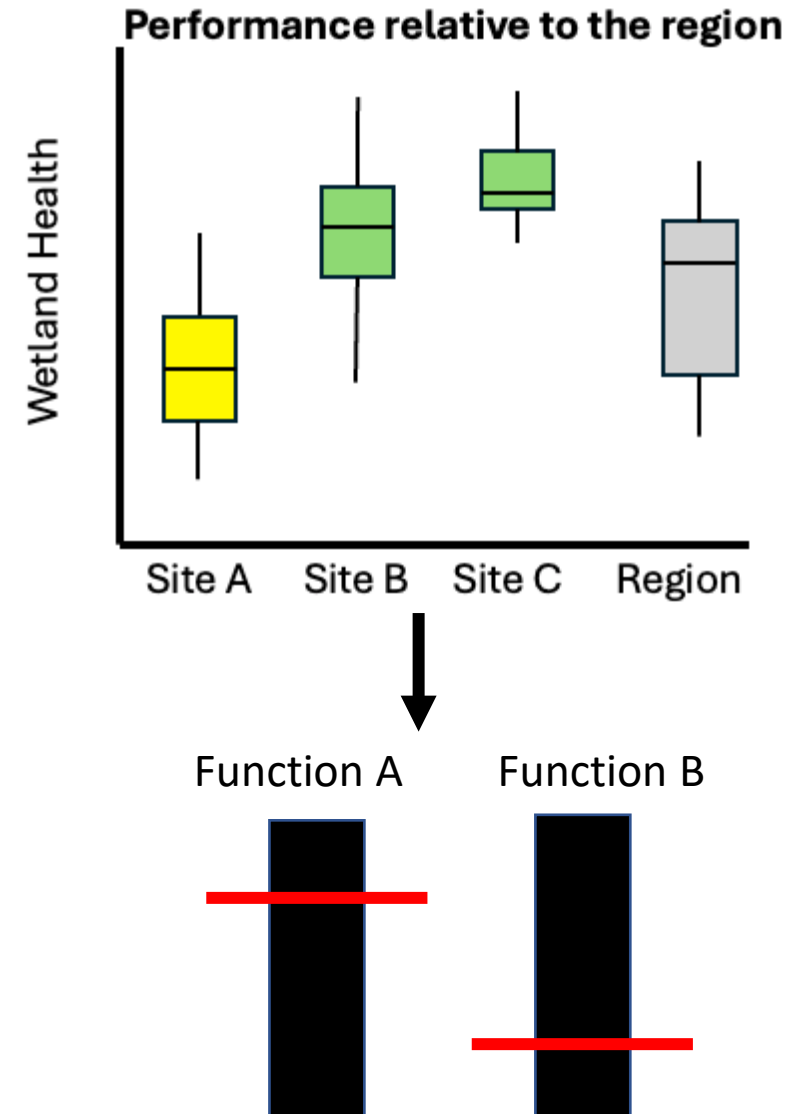 Performance relative to the region
Wetland Health
Site A Site B Site C Region
Function A Function B